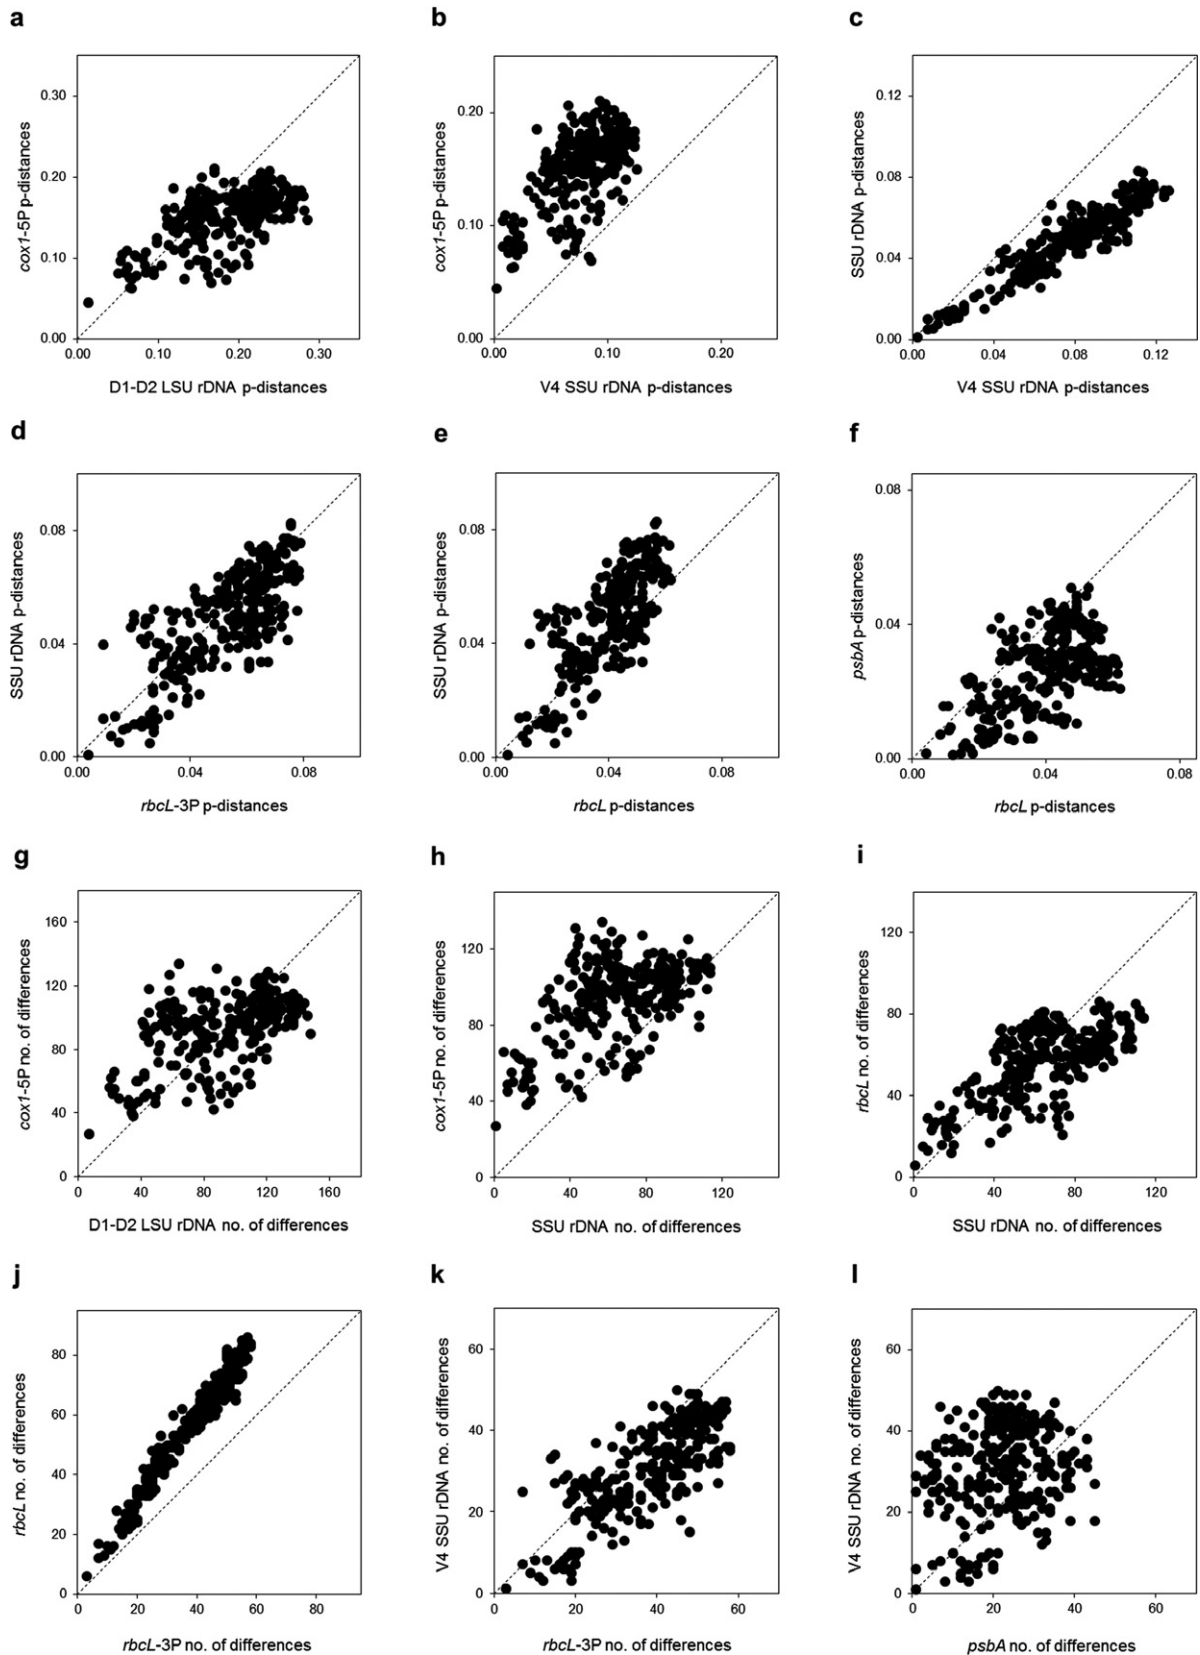 a
b
c
0.30
0.20
0.10
0.00
cox1-5P p-distances
0.00 0.10 0.20 0.30
D1-D2 LSU rDNA p-distances
0.20
0.10
0.00
cox1-5P p-distances
0.00 0.10 0.20
V4 SSU rDNA p-distances
0.12
0.08
0.04
0.00
SSU rDNA p-distances
0.00 0.04 0.08 0.12
V4 SSU rDNA p-distances
d
e
f
0.08
0.04
0.00
SSU rDNA p-distances
0.00 0.04 0.08
rbcL-3P p-distances
0.08
0.04
0.00
SSU rDNA p-distances
0.00 0.04 0.08
rbcL p-distances
0.08
0.04
0.00
psbA p-distances
0.00 0.04 0.08
rbcL p-distances
g
h
i
160
120
80
40
0
cox1-5P no. of differences
0 40 80 120 160
D1-D2 LSU rDNA no. of differences
120
80
40
0
cox1-5P no. of differences
0 40 80 120
SSU rDNA no. of differences
120
80
40
0
rbcL no. of differences
0 40 80 120
SSU rDNA no. of differences
j
k
l
80
60
40
20
0
rbcL no. of differences
0 20 40 60 80
rbcL-3P no. of differences
60
40
20
0
V4 SSU rDNA no. of differences
0 20 40 60
rbcL-3P no. of differences
60
40
20
0
V4 SSU rDNA no. of differences
0 20 40 60
psbA no. of differences